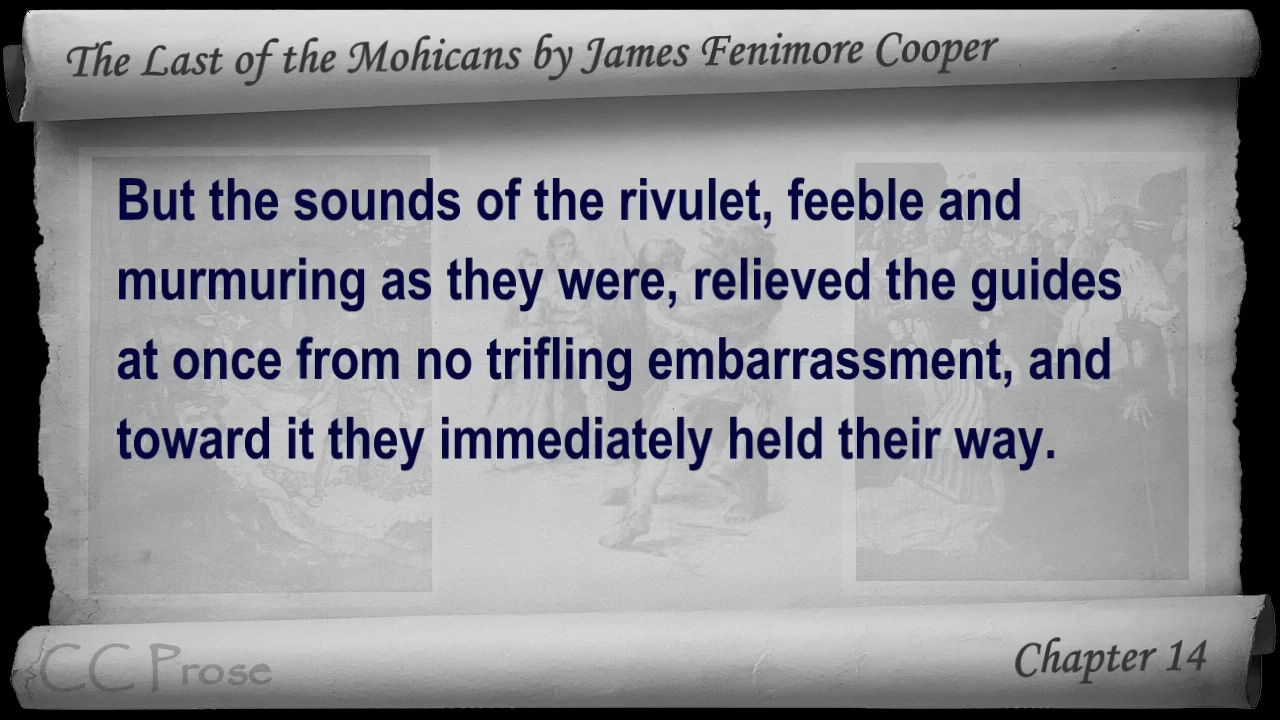 The Last of the Mohicans by James Fenimore Cooper
But the sounds of the rivulet, feeble and
murmuring as they were, relieved the guides
at once from no trifling embarrassment, and
toward it they immediately held their way.
CC Prose
Chapter 14